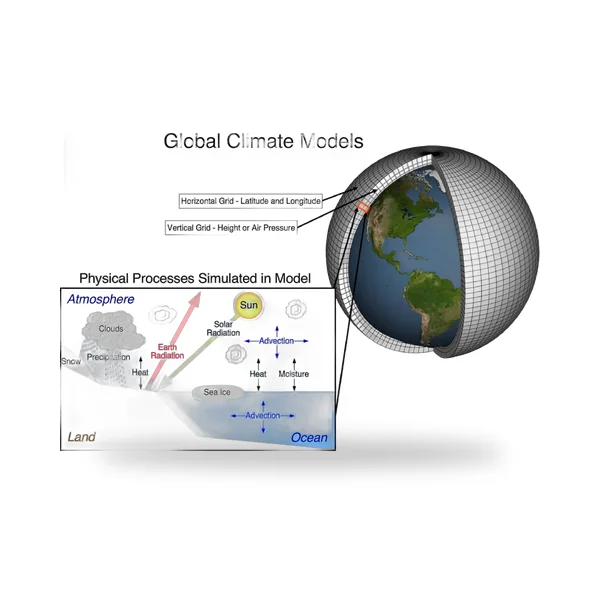 Global Climate Models
Horizontal Grid - Latitude and Longitude
Vertical Grid - Height or Air Pressure
Physical Processes Simulated in Model
Atmosphere
Sun
Clouds
Solar
Radiation
Advection
Snow
Precipitation
Earth
Radiation
Heat
Heat
Moisture
Sea Ice
Advection
Land
Ocean